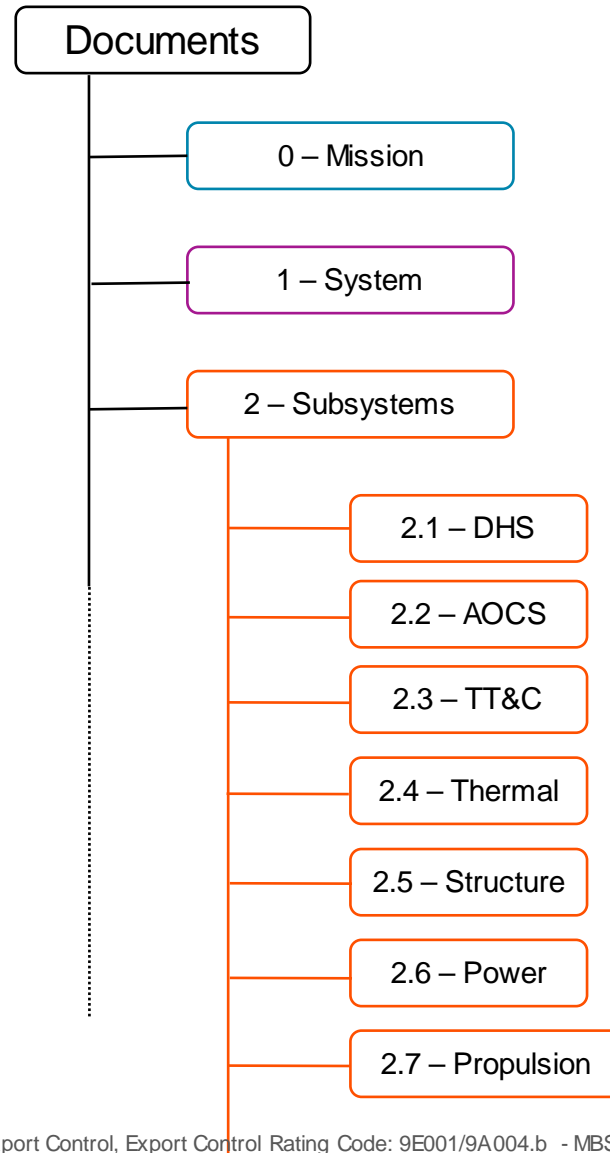 Documents
0 – Mission
1 – System
2 – Subsystems
2.1 – DHS
2.2 – AOCS
2.3 – TT&C
2.4 – Thermal
2.5 – Structure
2.6 – Power
2.7 – Propulsion
port Control, Export Control Rating Code: 9E001/9A004.b - MBS